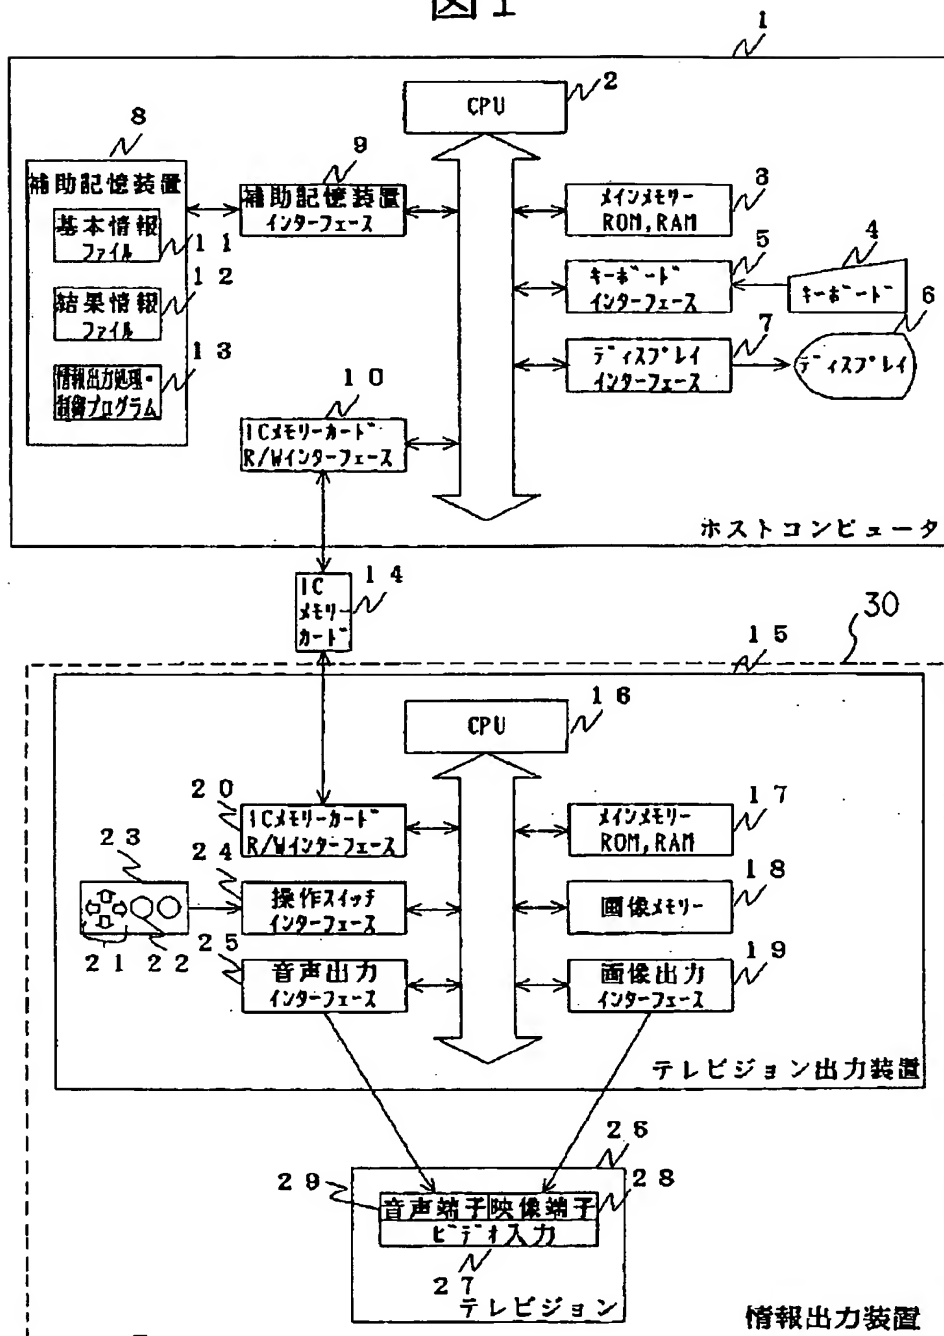 図1
1
CPU
2
8
補助記憶装置
基本情報
ファイル
11
結果情報
ファイル
12
情報出力処理・
制御プログラム
13
9
補助記憶装置
インターフェース
メインメモリー
ROM, RAM
3
キーボード
インターフェース
5
キーボード
4
ディスプレイ
インターフェース
7
ディスプレイ
6
10
ICメモリーカード
R/Wインターフェース
ホストコンピュータ
IC
メモリー
カード
14
30
15
CPU
16
20
ICメモリーカード
R/Wインターフェース
メインメモリー
ROM, RAM
17
23
24
操作スイッチ
インターフェース
画像メモリー
18
21
22
25
音声出力
インターフェース
画像出力
インターフェース
19
テレビジョン出力装置
26
29
音声端子
映像端子
28
ビデオ入力
27
テレビジョン
情報出力装置